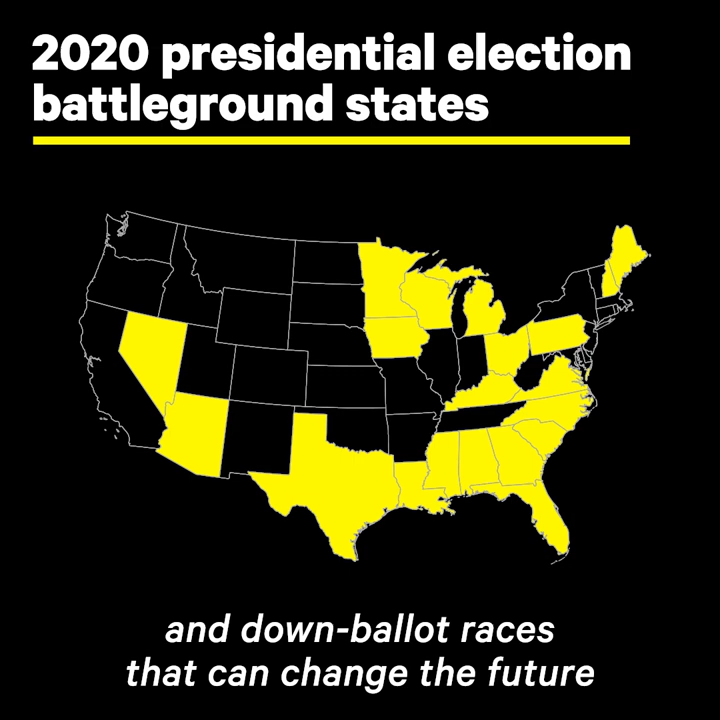 2020 presidential election
battleground states
and down-ballot races
that can change the future